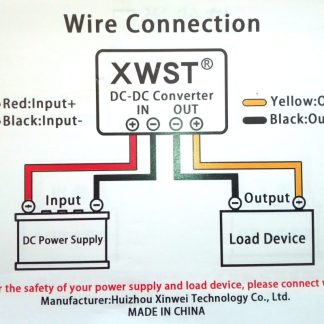 Wire Connection
XWST®
DC-DC Converter
IN OUT
Red:Input+
Black:Input-
Yellow:O
Black:Ou
Input
Output
DC Power Supply
Load Device
r the safety of your power supply and load device, please connect
Manufacturer:Huizhou Xinwei Technology Co., Ltd.
MADE IN CHINA